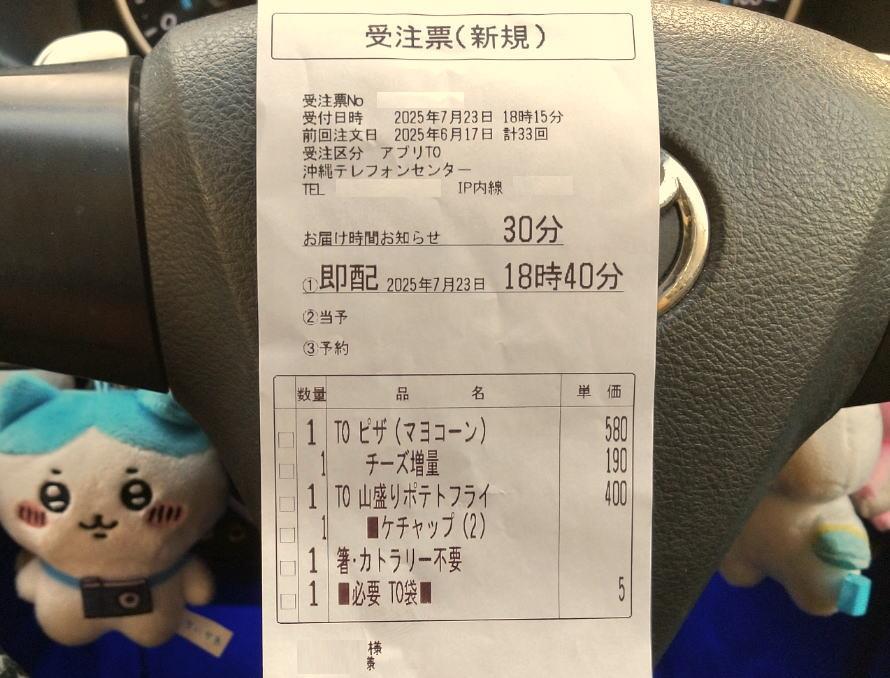 受注票(新規)
受注票No
受付日時 2025年7月23日 18時15分
前回注文日 2025年6月17日 計33回
受注区分 アプリTO
沖縄テレフォンセンター
TEL IP内線
お届け時間お知らせ 30分
①即配 2025年7月23日 18時40分
②当予
③予約
数量 品名 単価
1 TO ピザ(マヨコーン) 580
1 チーズ増量 190
1 TO 山盛りポテトフライ 400
1 ■ケチャップ(2)
1 箸・カトラリー不要
1 ■必要 TO袋■ 5
様